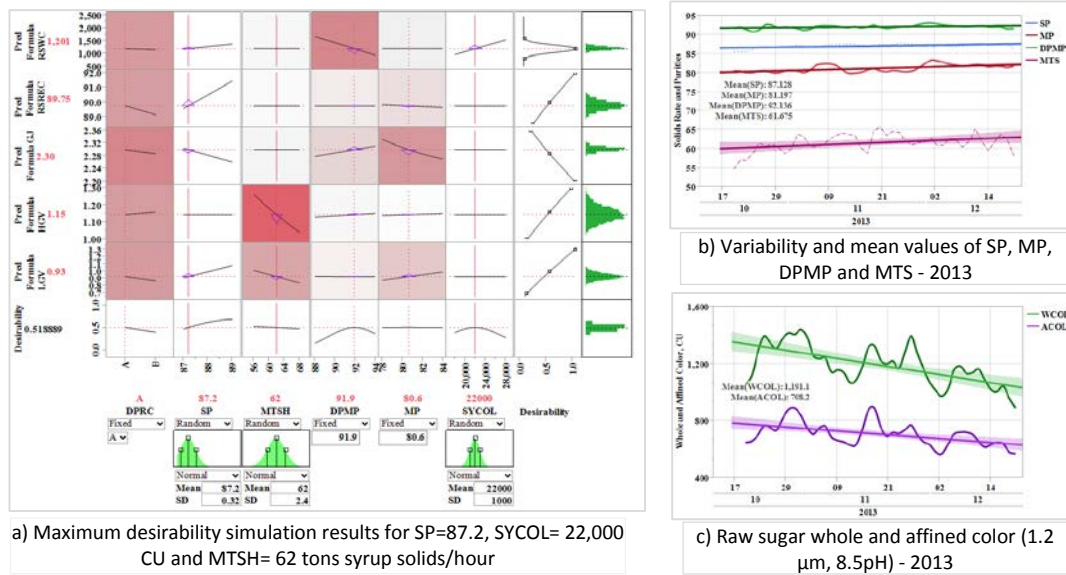 Pred Formula RSWC
1,201
2,500
2,000
1,500
1,000
500
Pred Formula RSREC
89.75
92.0
91.0
90.0
89.0
Pred Formula GJ
2.30
2.36
2.32
2.28
2.24
2.20
Pred Formula HGV
1.15
1.30
1.20
1.10
1.00
Pred Formula LGV
0.93
Desirability
0.518889
1.0
0.5
0.0
A B
87 88 89
56 60 64 68
88 90 92 94
78 80 82 84
20,000 24,000 28,000
0.0 0.5 1.0
A 87.2 62 91.9 80.6 22000 Desirability
DPRC SP MTSH DPMP MP SYCOL
Fixed Random Random Fixed Fixed Random
A 91.9 80.6
Normal Normal Normal
Mean 87.2 Mean 62 Mean 22000
SD 0.32 SD 2.4 SD 1000
a) Maximum desirability simulation results for SP=87.2, SYCOL= 22,000
CU and MTSH= 62 tons syrup solids/hour
Solids Rate and Purities
95
90
85
80
75
70
65
60
55
50
SP
MP
DPMP
MTS
Mean(SP): 87.128
Mean(MP): 81.197
Mean(DPMP): 92.136
Mean(MTS): 61.675
17 29 09 21 02 14
10 11 12
2013
b) Variability and mean values of SP, MP,
DPMP and MTS - 2013
Whole and Affined Color, CU
1,600
1,200
800
400
WCOL
ACOL
Mean(WCOL): 1,191.1
Mean(ACOL): 708.2
17 29 09 21 02 14
10 11 12
2013
c) Raw sugar whole and affined color (1.2
μm, 8.5pH) - 2013